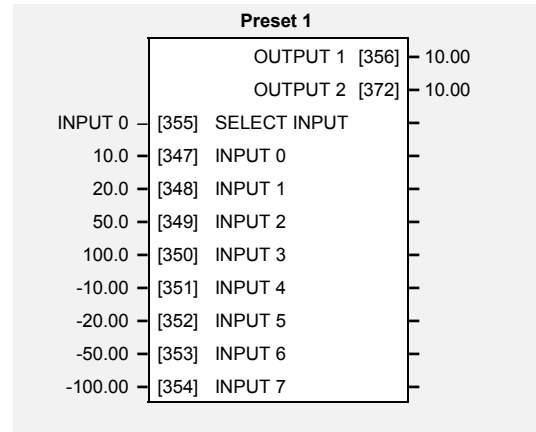 Preset 1
OUTPUT 1 [356] 10.00
OUTPUT 2 [372] 10.00
INPUT 0 [355] SELECT INPUT
10.0 [347] INPUT 0
20.0 [348] INPUT 1
50.0 [349] INPUT 2
100.0 [350] INPUT 3
-10.00 [351] INPUT 4
-20.00 [352] INPUT 5
-50.00 [353] INPUT 6
-100.00 [354] INPUT 7